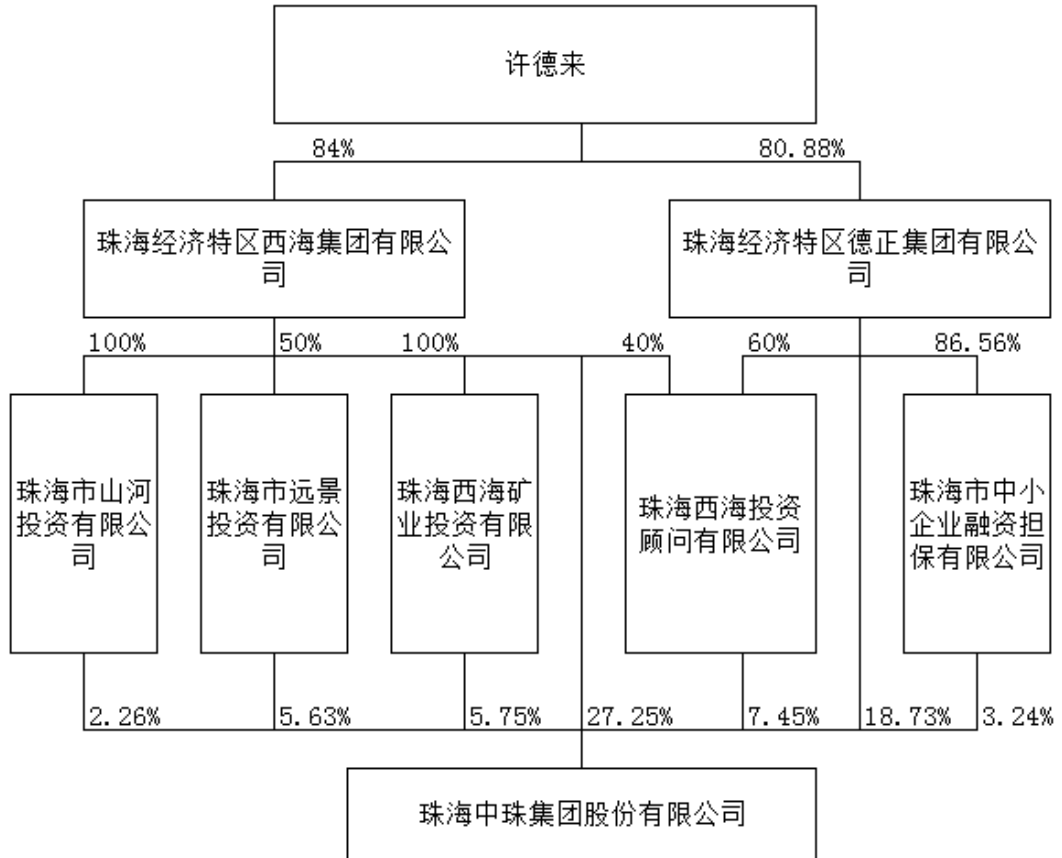 许德来
84%
80.88%
珠海经济特区西海集团有限公
司
珠海经济特区德正集团有限公
司
100%
50%
100%
40%
60%
86.56%
珠海市山河
投资有限公
司
珠海市远景
投资有限公
司
珠海西海矿
业投资有限
公司
珠海西海投资
顾问有限公司
珠海市中小
企业融资担
保有限公司
2.26%
5.63%
5.75%
27.25%
7.45%
18.73%
3.24%
珠海中珠集团股份有限公司